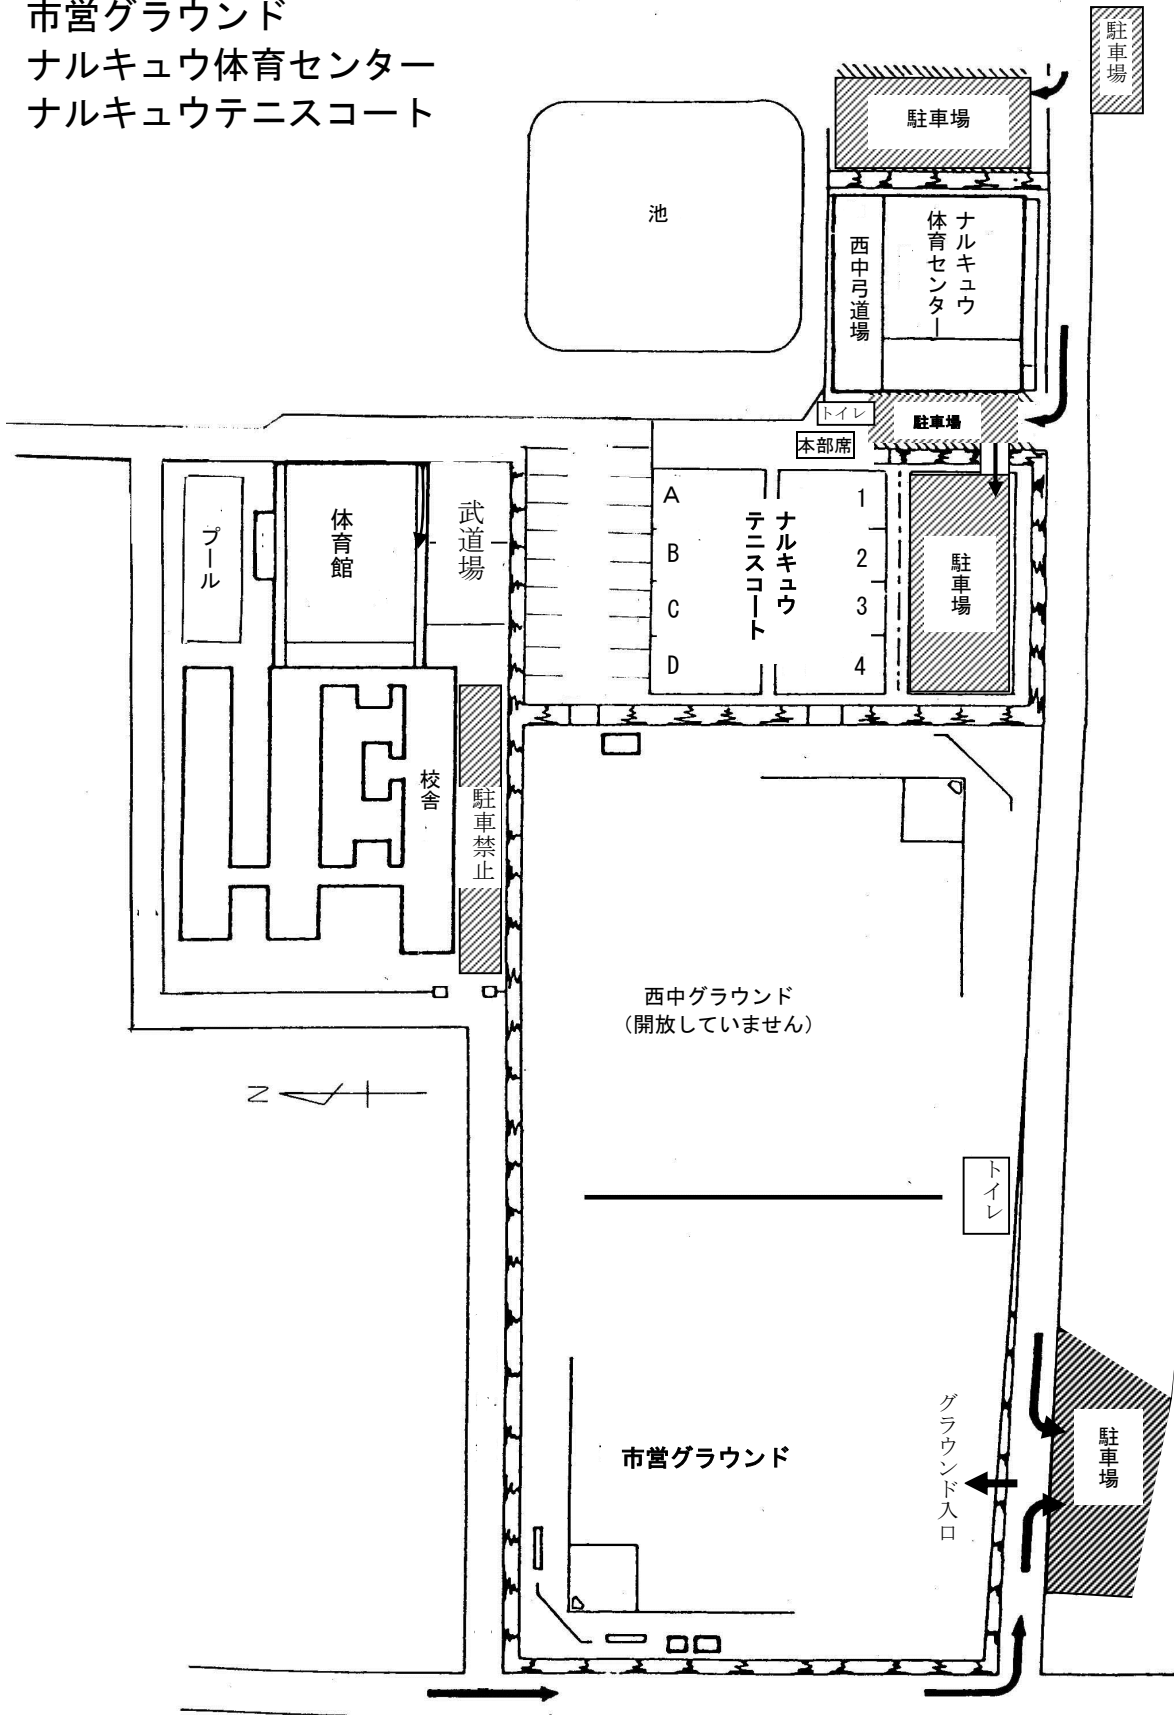 市営グラウンド
ナルキュウ体育センター
ナルキュウテニスコート
駐車場
駐車場
池
ナルキュウ
体育センター
西中弓道場
トイレ
駐車場
本部席
プール
体育館
武道場
A
B
C
D
ナルキュウ
テニスコート
1
2
3
4
駐車場
校舎
駐車禁止
西中グラウンド
（開放していません）
N
トイレ
市営グラウンド
グラウンド入口
駐車場